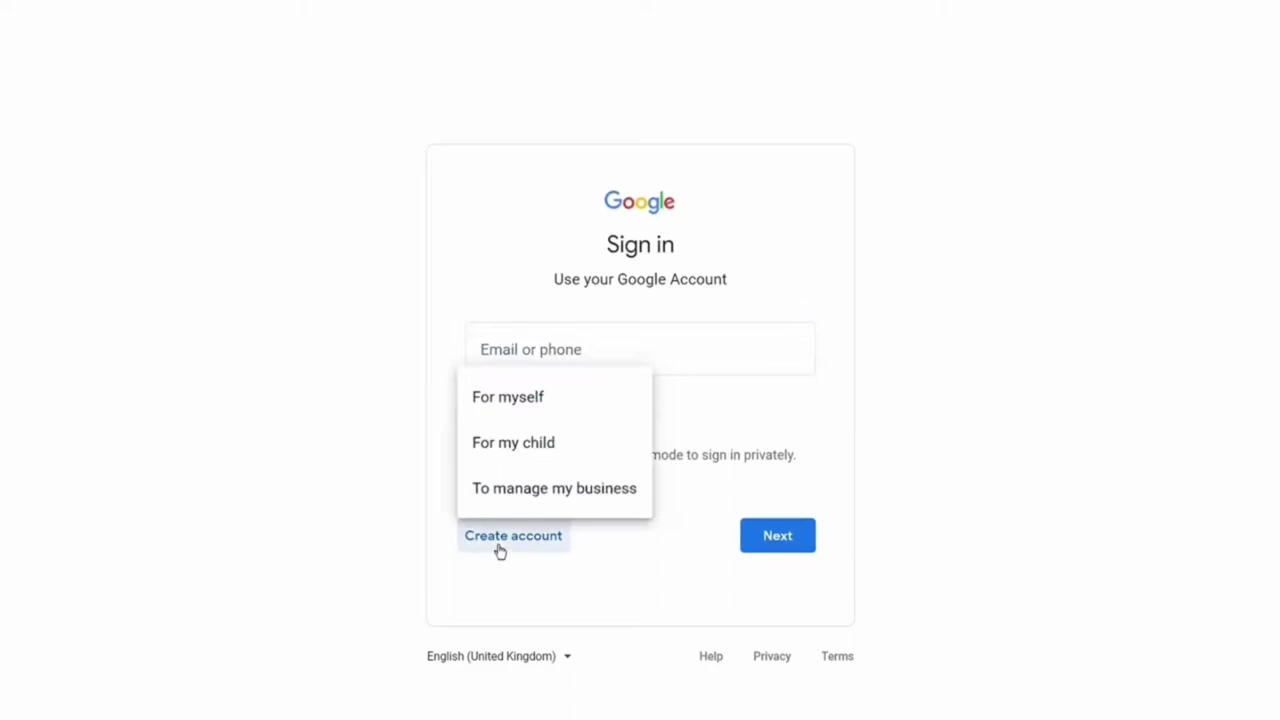 Google
Sign in
Use your Google Account
Email or phone
For myself
For my child
mode to sign in privately.
To manage my business
Create account
Next
English (United Kingdom)
Help
Privacy
Terms